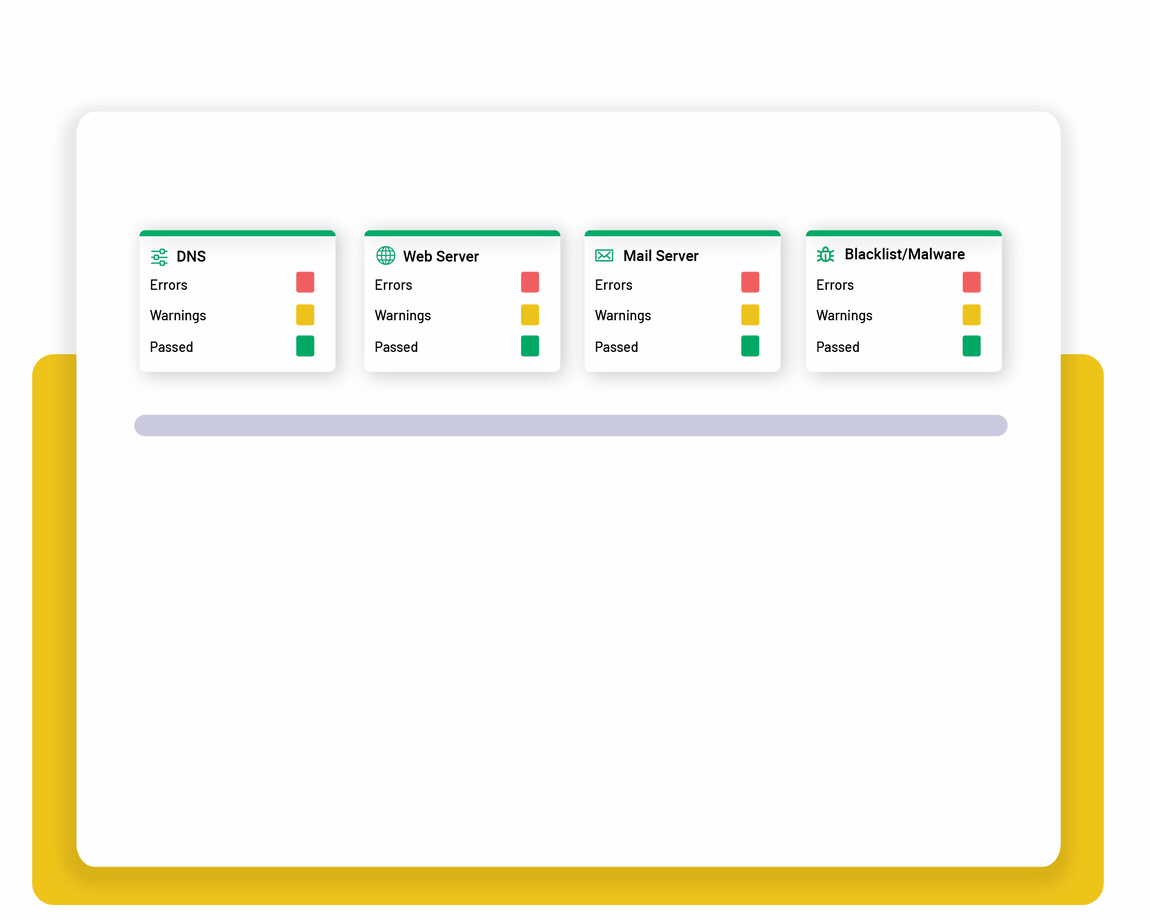 DNS
Errors
Warnings
Passed
Web Server
Errors
Warnings
Passed
Mail Server
Errors
Warnings
Passed
Blacklist/Malware
Errors
Warnings
Passed